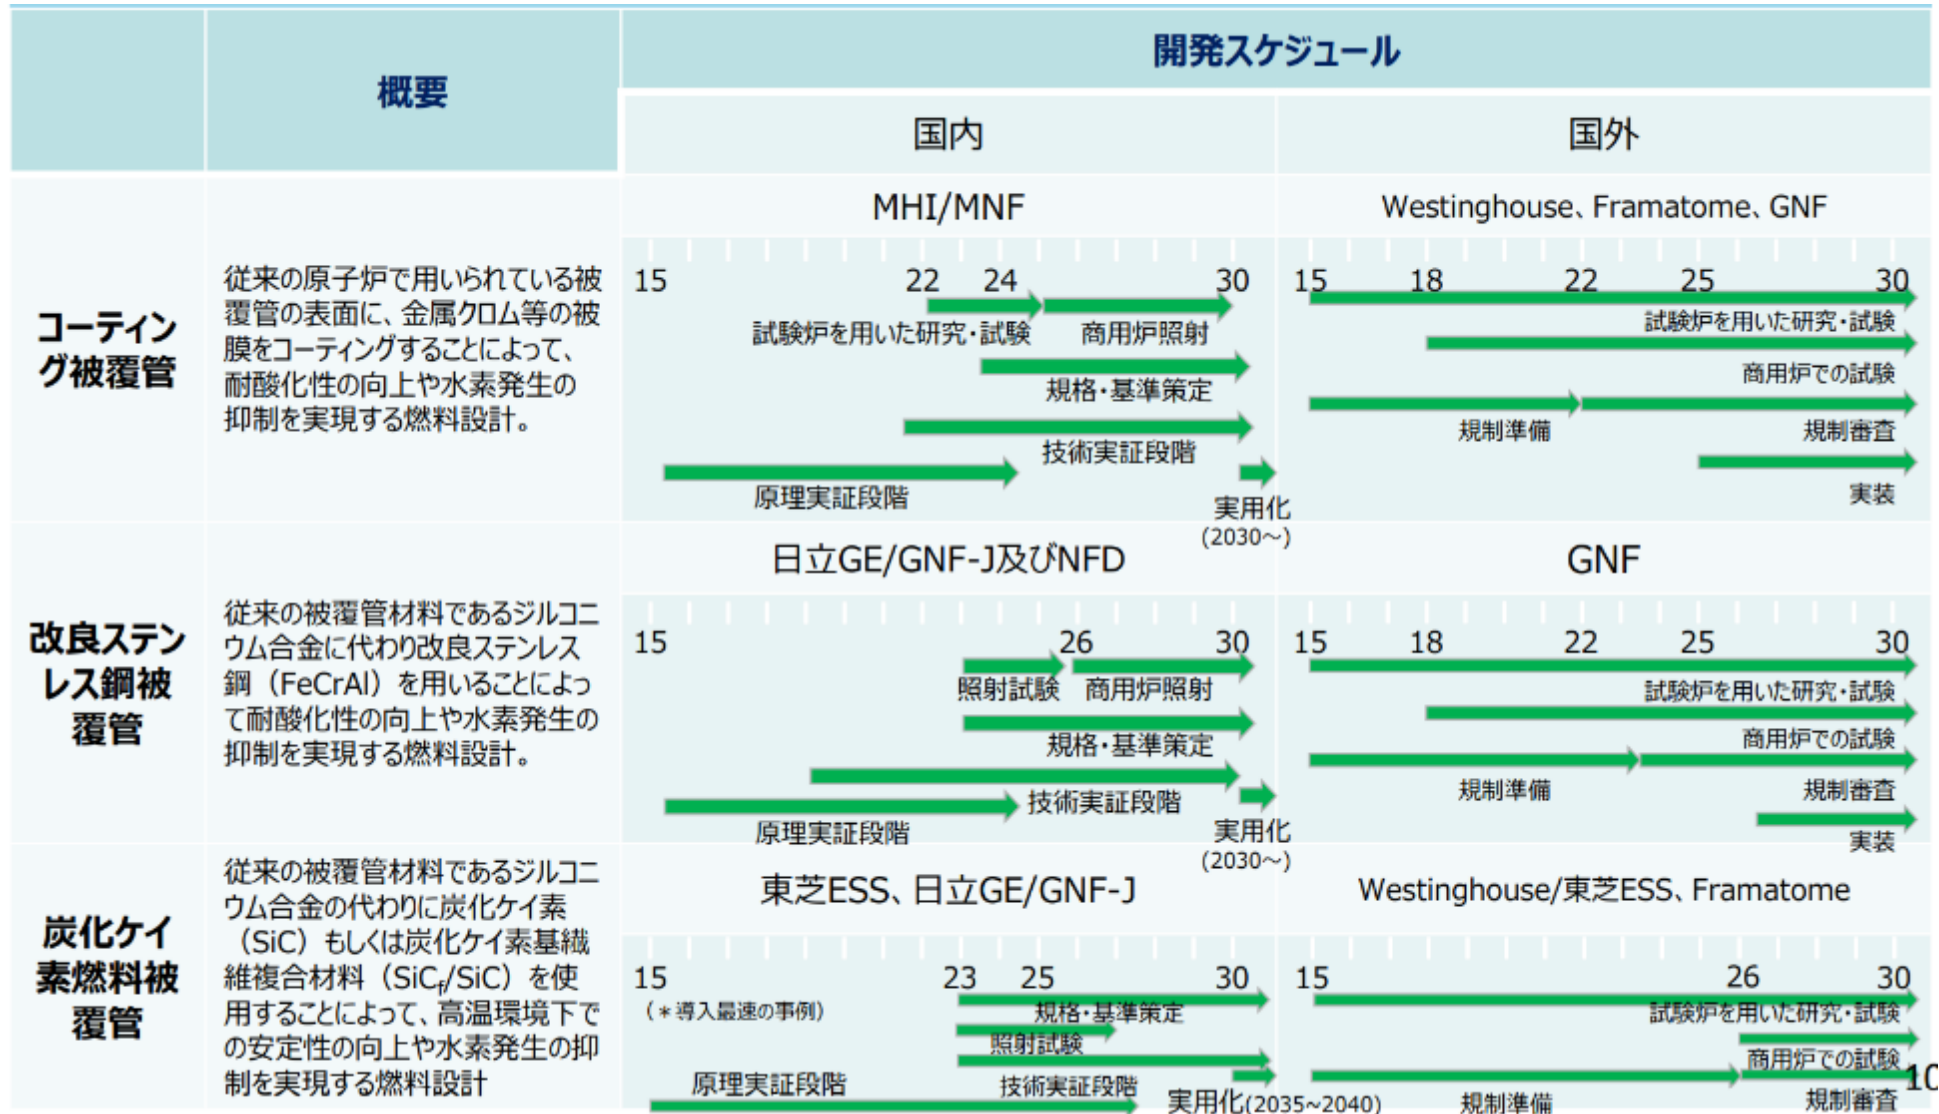 開発スケジュール
概要
国内
国外
MHI/MNF
Westinghouse、Framatome、GNF
コーティン
グ被覆管
従来の原子炉で用いられている被
覆管の表面に、金属クロム等の被
膜をコーティングすることによって、
耐酸化性の向上や水素発生の
抑制を実現する燃料設計。
15 22 24 30
試験炉を用いた研究・試験 商用炉照射
規格・基準策定
技術実証段階
原理実証段階
実用化
(2030～)
15 18 22 25 30
試験炉を用いた研究・試験
商用炉での試験
規制準備 規制審査
実装
日立GE/GNF-J及びNFD
GNF
改良ステン
レス鋼被
覆管
従来の被覆管材料であるジルコニ
ウム合金に代わり改良ステンレス
鋼（FeCrAl）を用いることによっ
て耐酸化性の向上や水素発生の
抑制を実現する燃料設計。
15 26 30
照射試験 商用炉照射
規格・基準策定
技術実証段階
原理実証段階
実用化
(2030～)
15 18 22 25 30
試験炉を用いた研究・試験
商用炉での試験
規制準備 規制審査
実装
東芝ESS、日立GE/GNF-J
Westinghouse/東芝ESS、Framatome
炭化ケイ
素燃料被
覆管
従来の被覆管材料であるジルコニ
ウム合金の代わりに炭化ケイ素
（SiC）もしくは炭化ケイ素基繊
維複合材料（SiCf/SiC）を使
用することによって、高温環境下で
の安定性の向上や水素発生の抑
制を実現する燃料設計
15 23 25 30
(＊導入最速の事例)
規格・基準策定
照射試験
原理実証段階 技術実証段階
実用化(2035~2040)
15 26 30
試験炉を用いた研究・試験
商用炉での試験
規制準備 規制審査
10